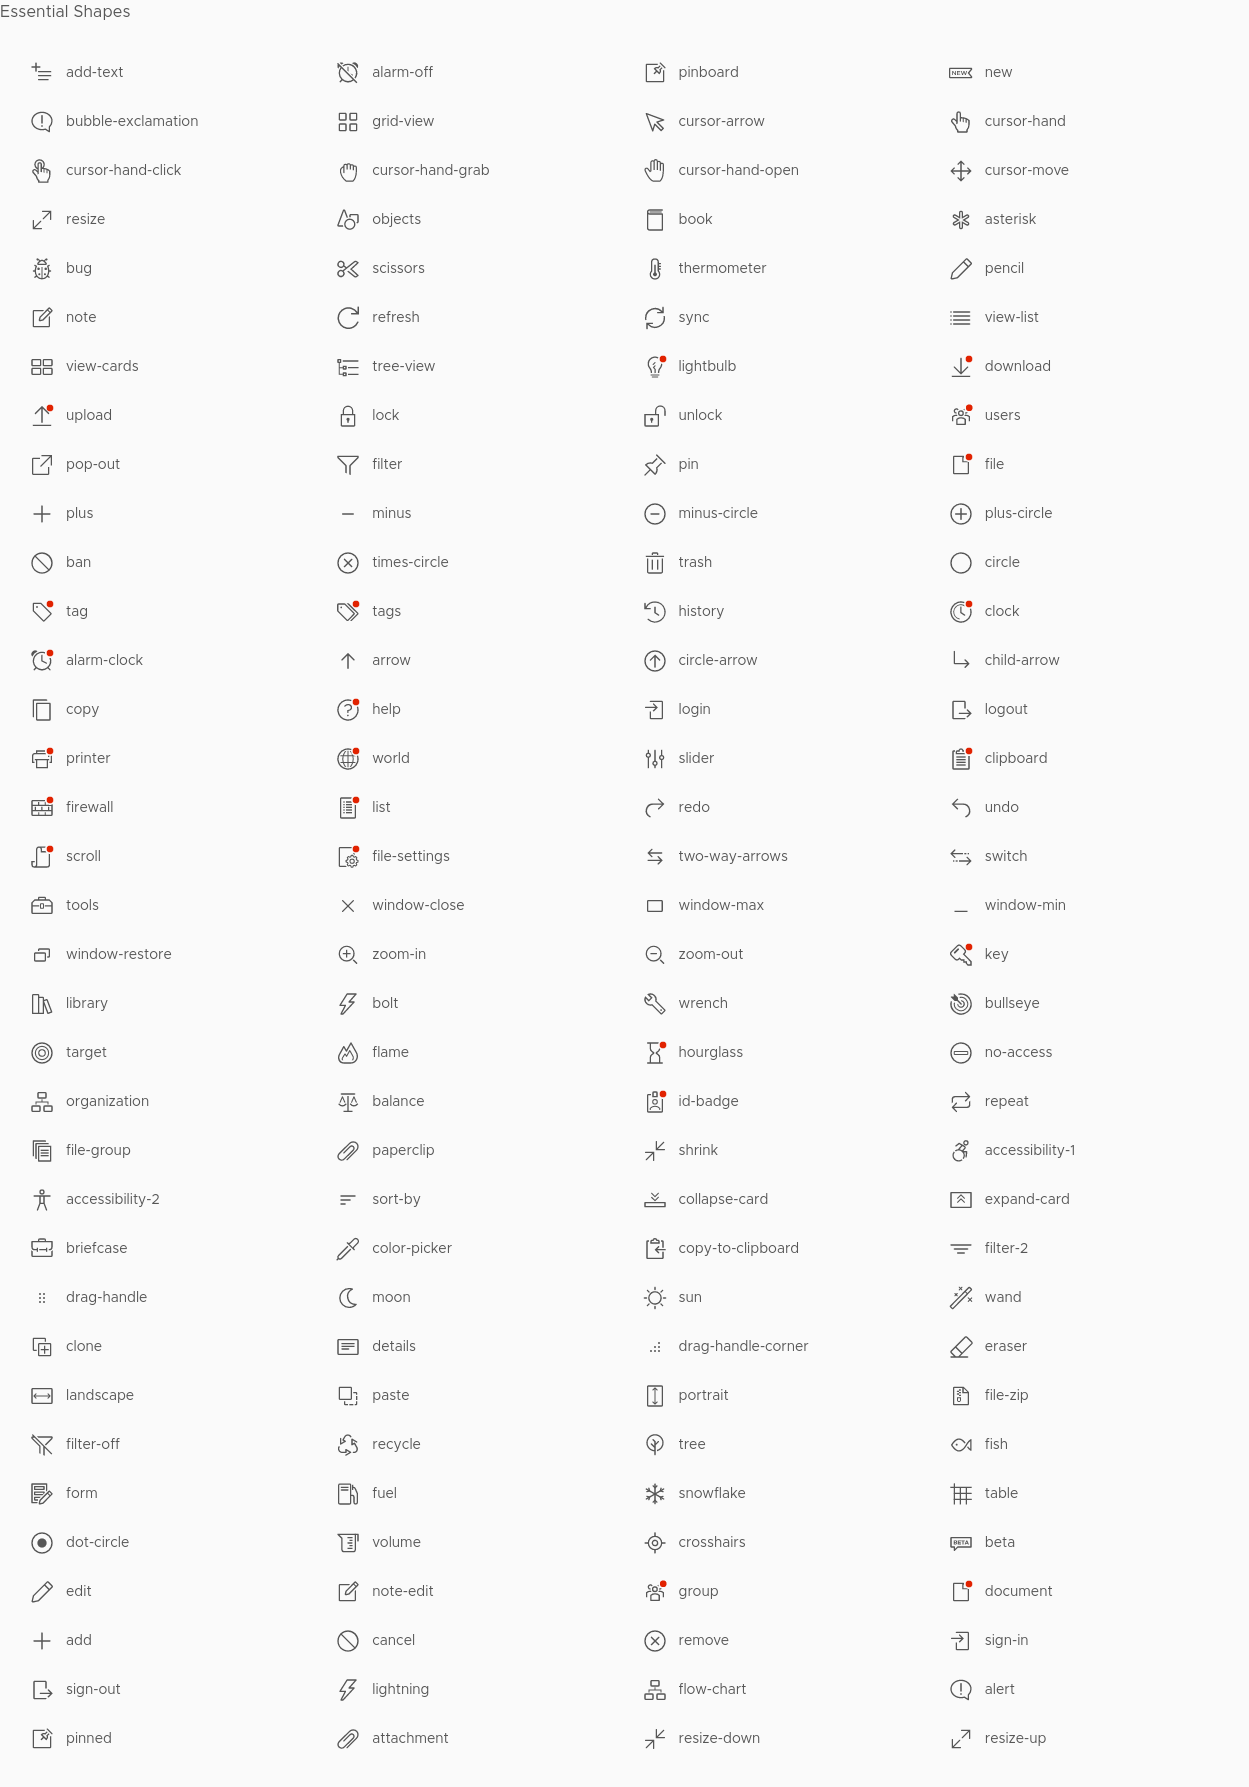 Essential Shapes
add-text alarm-off pinboard NEW new
bubble-exclamation grid-view cursor-arrow cursor-hand
cursor-hand-click cursor-hand-grab cursor-hand-open cursor-move
resize objects book asterisk
bug scissors thermometer pencil
note refresh sync view-list
view-cards tree-view lightbulb download
upload lock unlock users
pop-out filter pin file
plus minus minus-circle plus-circle
ban times-circle trash circle
tag tags history clock
alarm-clock arrow circle-arrow child-arrow
copy help login logout
printer world slider clipboard
firewall list redo undo
scroll file-settings two-way-arrows switch
tools window-close window-max window-min
window-restore zoom-in zoom-out key
library bolt wrench bullseye
target flame hourglass no-access
organization balance id-badge repeat
file-group paperclip shrink accessibility-1
accessibility-2 sort-by collapse-card expand-card
briefcase color-picker copy-to-clipboard filter-2
drag-handle moon sun wand
clone details drag-handle-corner eraser
landscape paste portrait file-zip
filter-off recycle tree fish
form fuel snowflake table
dot-circle volume crosshairs BETA beta
edit note-edit group document
add cancel remove sign-in
sign-out lightning flow-chart alert
pinned attachment resize-down resize-up